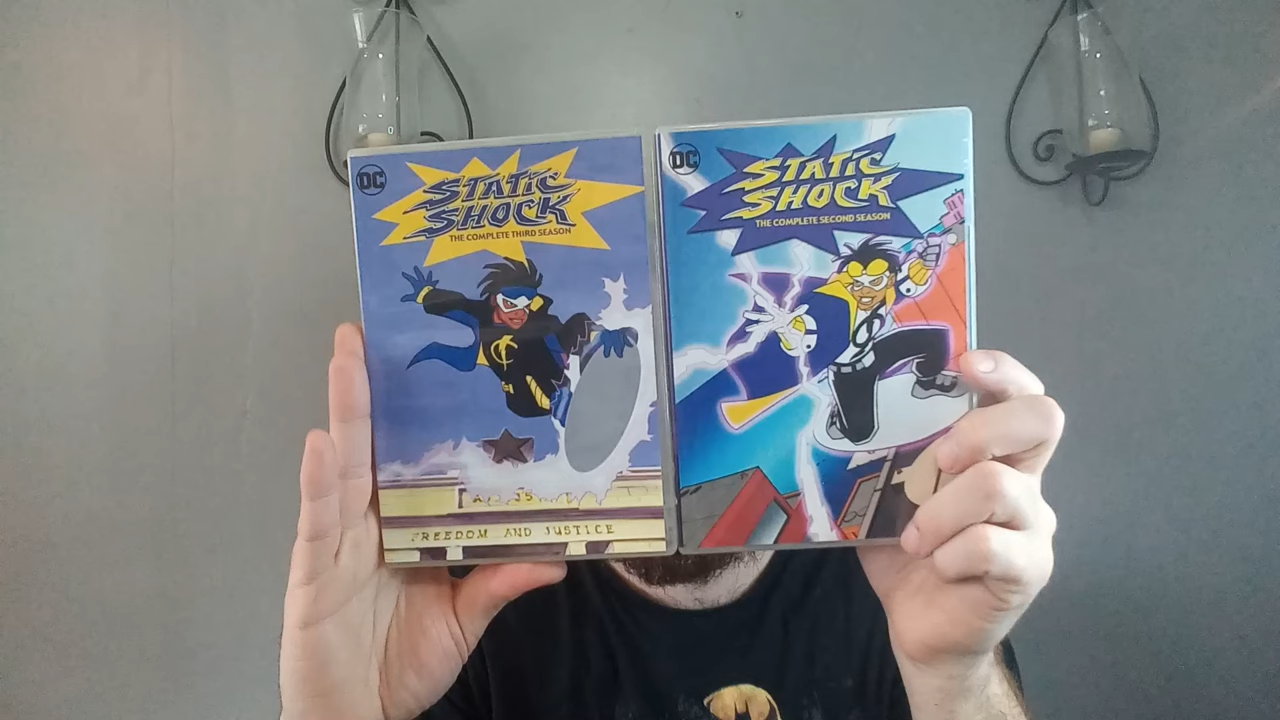 DC
STATIC
SHOCK
THE COMPLETE THIRD SEASON
FREEDOM AND JUSTICE
DC
STATIC
SHOCK
THE COMPLETE SECOND SEASON